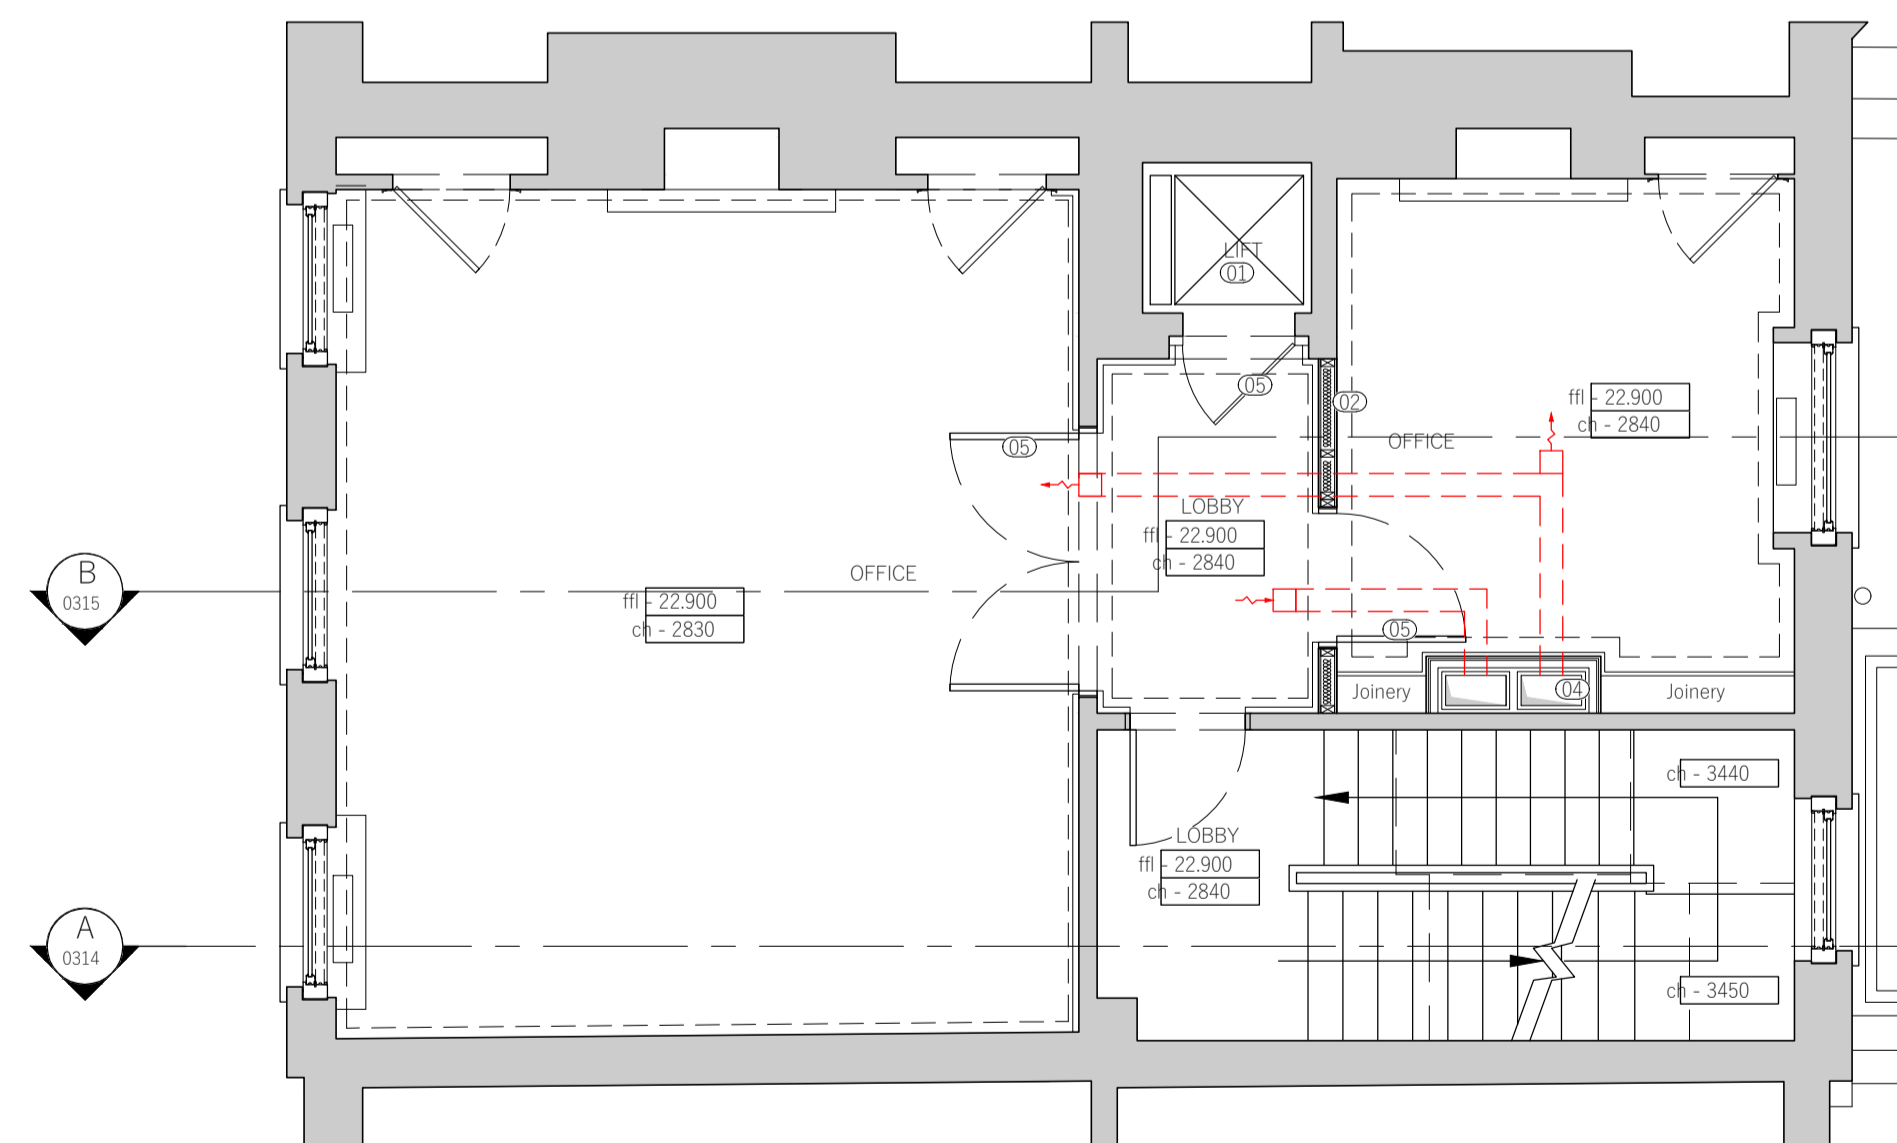 LIFT
01
05
02
ffl - 22.900
ch - 2840
OFFICE
05
LOBBY
ffl - 22.900
ch - 2840
B
0315
OFFICE
ffl - 22.900
ch - 2830
05
Joinery
04
Joinery
ch - 3440
LOBBY
ffl - 22.900
ch - 2840
A
0314
ch - 3450